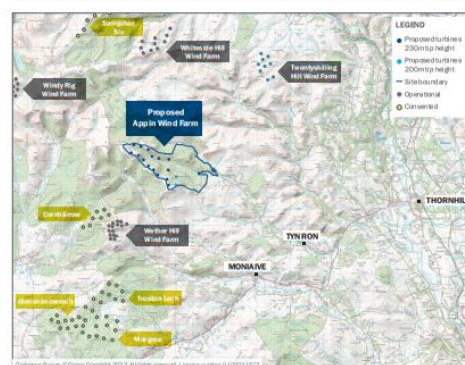 Sanquhar
Six
Whiteside Hill
Wind Farm
Windy Rig
Wind Farm
Twentyshilling
Hill Wind Farm
Proposed
Appin Wind Farm
LEGEND
Proposed turbines
230m tip height
Proposed turbines
200m tip height
Site boundary
Operational
Consented
THORNHILL
Cornharrow
Wether Hill
Wind Farm
TYNRON
MONIAIVE
Troston Loch
Margree